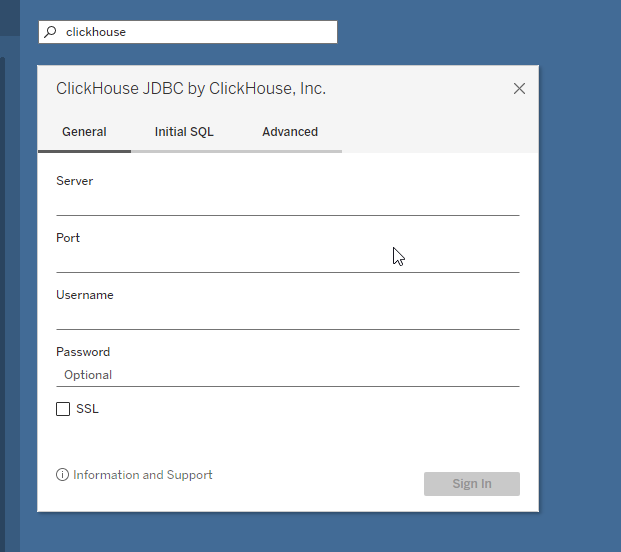 clickhouse
ClickHouse JDBC by ClickHouse, Inc.
General Initial SQL Advanced
Server
Port
Username
Password
Optional
SSL
Information and Support
Sign In